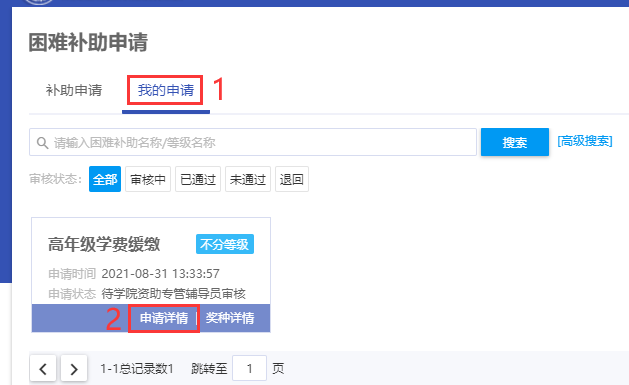 困难补助申请
补助申请 我的申请 1
请输入困难补助名称/等级名称 搜索 [高级搜索]
审核状态: 全部 审核中 已通过 未通过 退回
高年级学费缓缴 不分等级
申请时间 2021-08-31 13:33:57
申请状态 待学院资助专管辅导员审核
2 申请详情 奖种详情
1-1总记录数1 跳转至 1 页